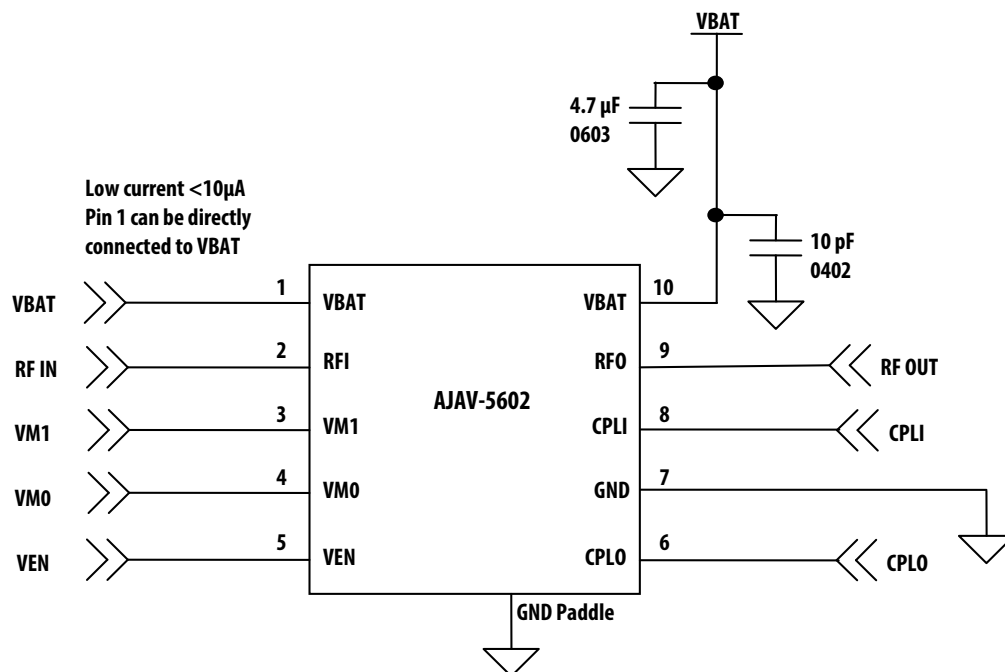 VBAT
4.7 µF
0603
Low current <10µA
Pin 1 can be directly
connected to VBAT
10 pF
0402
VBAT
1
VBAT
VBAT
10
RF IN
2
RFI
RFO
9
RF OUT
AJAV-5602
VM1
3
VM1
CPLI
8
CPLI
VM0
4
VM0
GND
7
VEN
5
VEN
CPLO
6
CPLO
GND Paddle